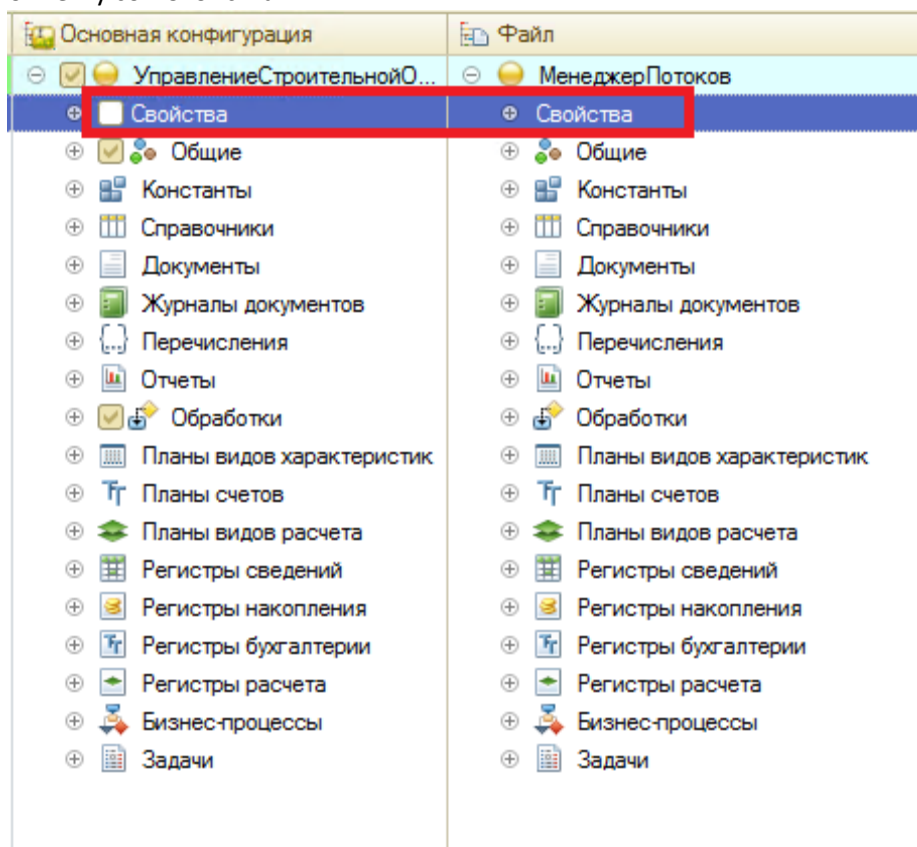 Основная конфигурация Файл
УправлениеСтроительнойО... МенеджерПотоков
Свойства Свойства
Общие Общие
Константы Константы
Справочники Справочники
Документы Документы
Журналы документов Журналы документов
Перечисления Перечисления
Отчеты Отчеты
Обработки Обработки
Планы видов характеристик Планы видов характеристик
Планы счетов Планы счетов
Планы видов расчета Планы видов расчета
Регистры сведений Регистры сведений
Регистры накопления Регистры накопления
Регистры бухгалтерии Регистры бухгалтерии
Регистры расчета Регистры расчета
Бизнес-процессы Бизнес-процессы
Задачи Задачи